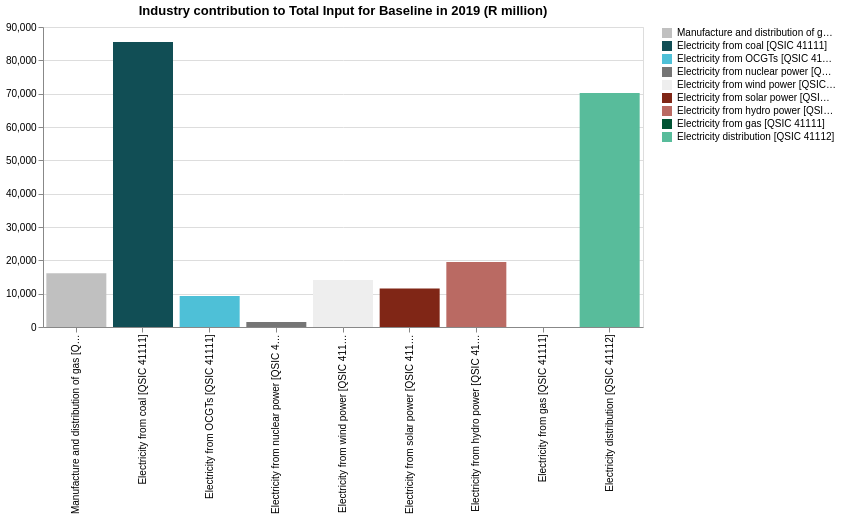 Industry contribution to Total Input for Baseline in 2019 (R million)
90,000
80,000
70,000
60,000
50,000
40,000
30,000
20,000
10,000
0
Manufacture and distribution of gas [Q…
Electricity from coal [QSIC 41111]
Electricity from OCGTs [QSIC 41111]
Electricity from nuclear power [QSIC 4…
Electricity from wind power [QSIC 411…
Electricity from solar power [QSIC 411…
Electricity from hydro power [QSIC 41…
Electricity from gas [QSIC 41111]
Electricity distribution [QSIC 41112]
Manufacture and distribution of g…
Electricity from coal [QSIC 41111]
Electricity from OCGTs [QSIC 41…
Electricity from nuclear power [Q…
Electricity from wind power [QSIC…
Electricity from solar power [QSI…
Electricity from hydro power [QSI…
Electricity from gas [QSIC 41111]
Electricity distribution [QSIC 41112]